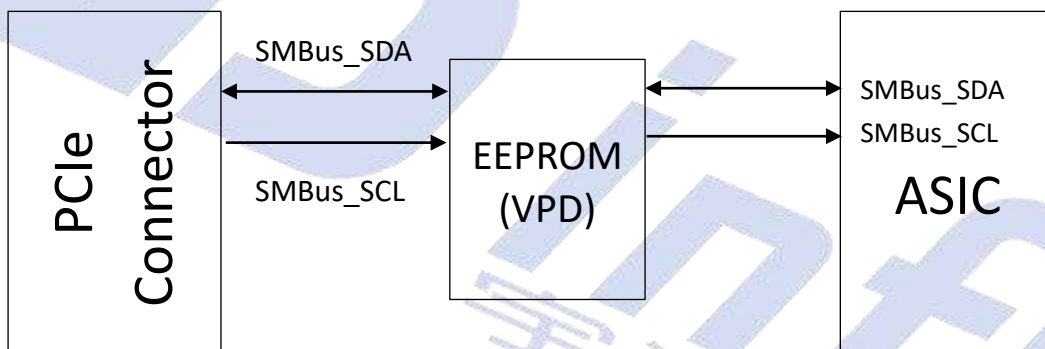 PCIe
Connector
SMBus_SDA
SMBus_SCL
EEPROM
(VPD)
SMBus_SDA
SMBus_SCL
ASIC